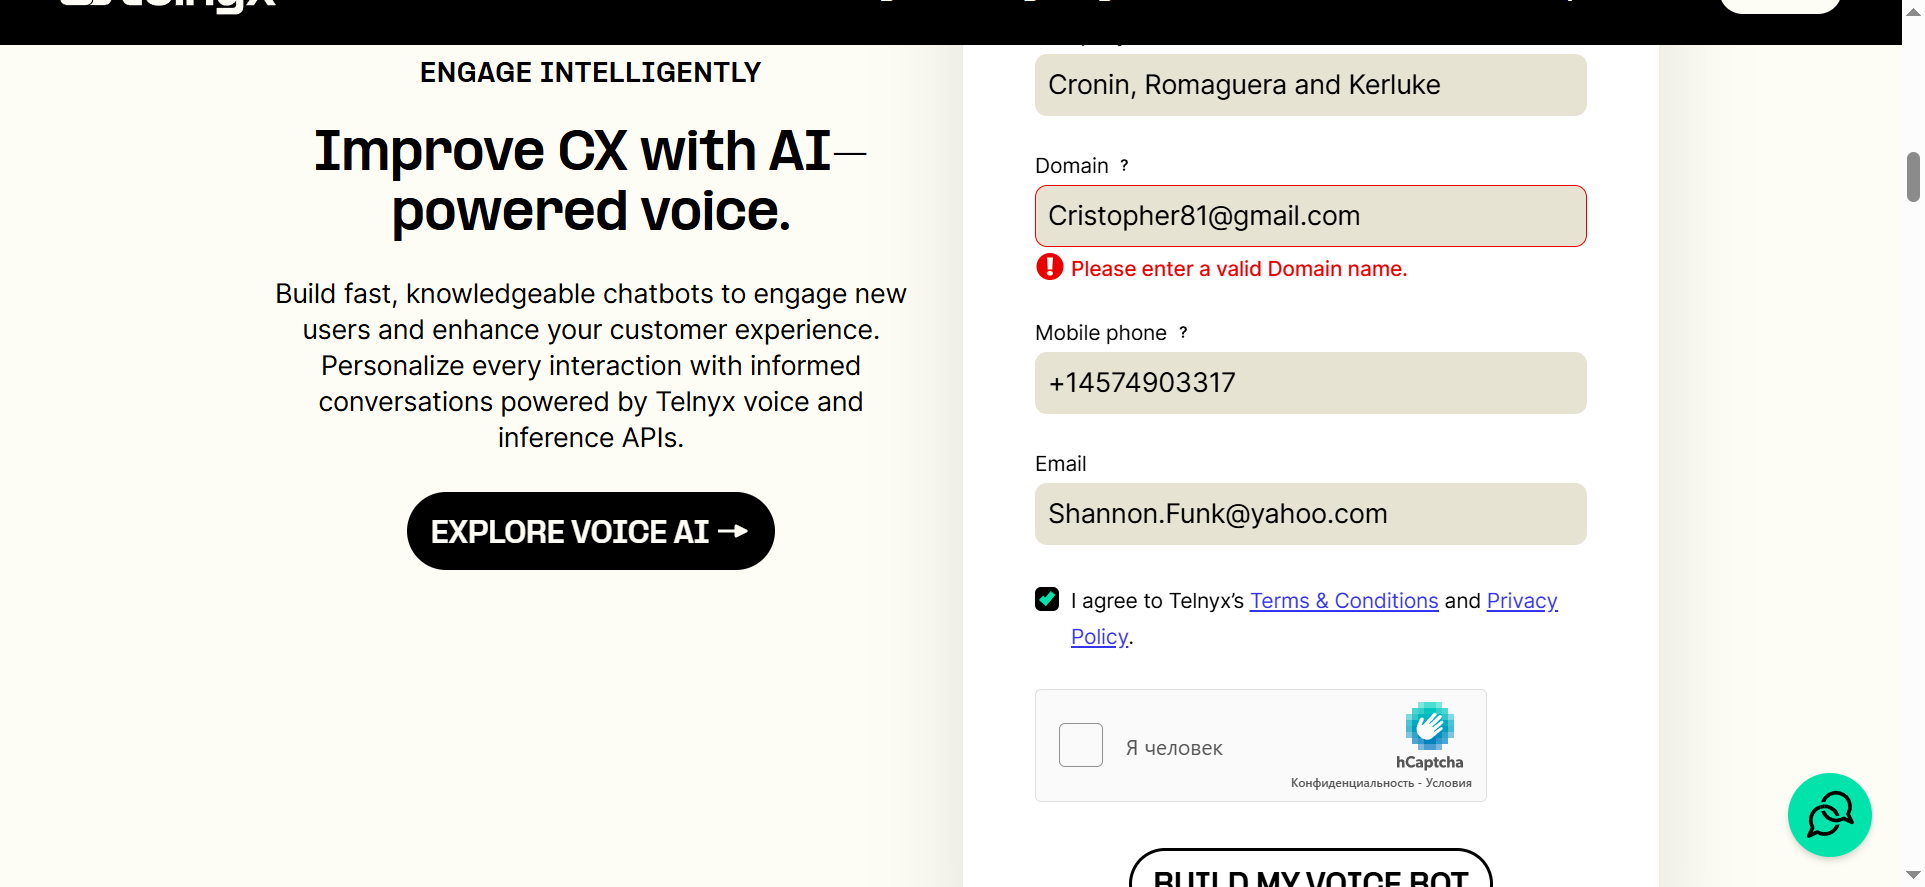 ENGAGE INTELLIGENTLY
Improve CX with AI—
powered voice.
Build fast, knowledgeable chatbots to engage new
users and enhance your customer experience.
Personalize every interaction with informed
conversations powered by Telnyx voice and
inference APIs.
EXPLORE VOICE AI →
Cronin, Romaguera and Kerluke
Domain ?
Cristopher81@gmail.com
Please enter a valid Domain name.
Mobile phone ?
+14574903317
Email
Shannon.Funk@yahoo.com
I agree to Telnyx’s Terms & Conditions and Privacy
Policy.
Я человек
hCaptcha
Конфиденциальность - Условия
BUILD MY VOICE BOT